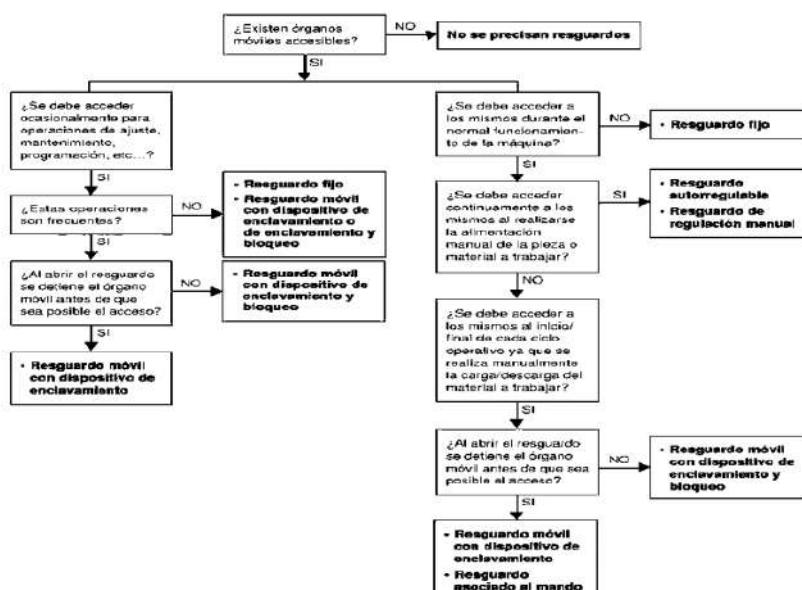 ¿Existen órganos
móviles accesibles?
NO
No se precisan resguardos
SI
¿Se debe acceder
ocasionalmente para
operaciones de ajuste,
mantenimiento,
programación, etc...?
SI
¿Estas operaciones
son frecuentes?
NO
• Resguardo fijo
• Resguardo móvil
con dispositivo de
enclavamiento o
de enclavamiento y
bloqueo
SI
¿Al abrir el resguardo
se detiene el órgano
móvil antes de que
sea posible el acceso?
NO
• Resguardo móvil
con dispositivo de
enclavamiento y
bloqueo
SI
• Resguardo móvil
con dispositivo de
enclavamiento
¿Se debe acceder a
los mismos durante el
normal funcionamien-
to de la máquina?
NO
• Resguardo fijo
SI
¿Se debe acceder
continuamente a los
mismos al realizarse
la alimentación
manual de la pieza o
material a trabajar?
SI
• Resguardo
autorregulable
• Resguardo de
regulación manual
NO
¿Se debe acceder a
los mismos al inicio/
final de cada ciclo
operativo ya que se
realiza manualmente
la carga/descarga del
material a trabajar?
SI
¿Al abrir el resguardo
se detiene el órgano
móvil antes de que sea
posible el acceso?
NO
• Resguardo móvil
con dispositivo de
enclavamiento y
bloqueo
SI
• Resguardo móvil
con dispositivo de
enclavamiento
• Resguardo
asociado al mando